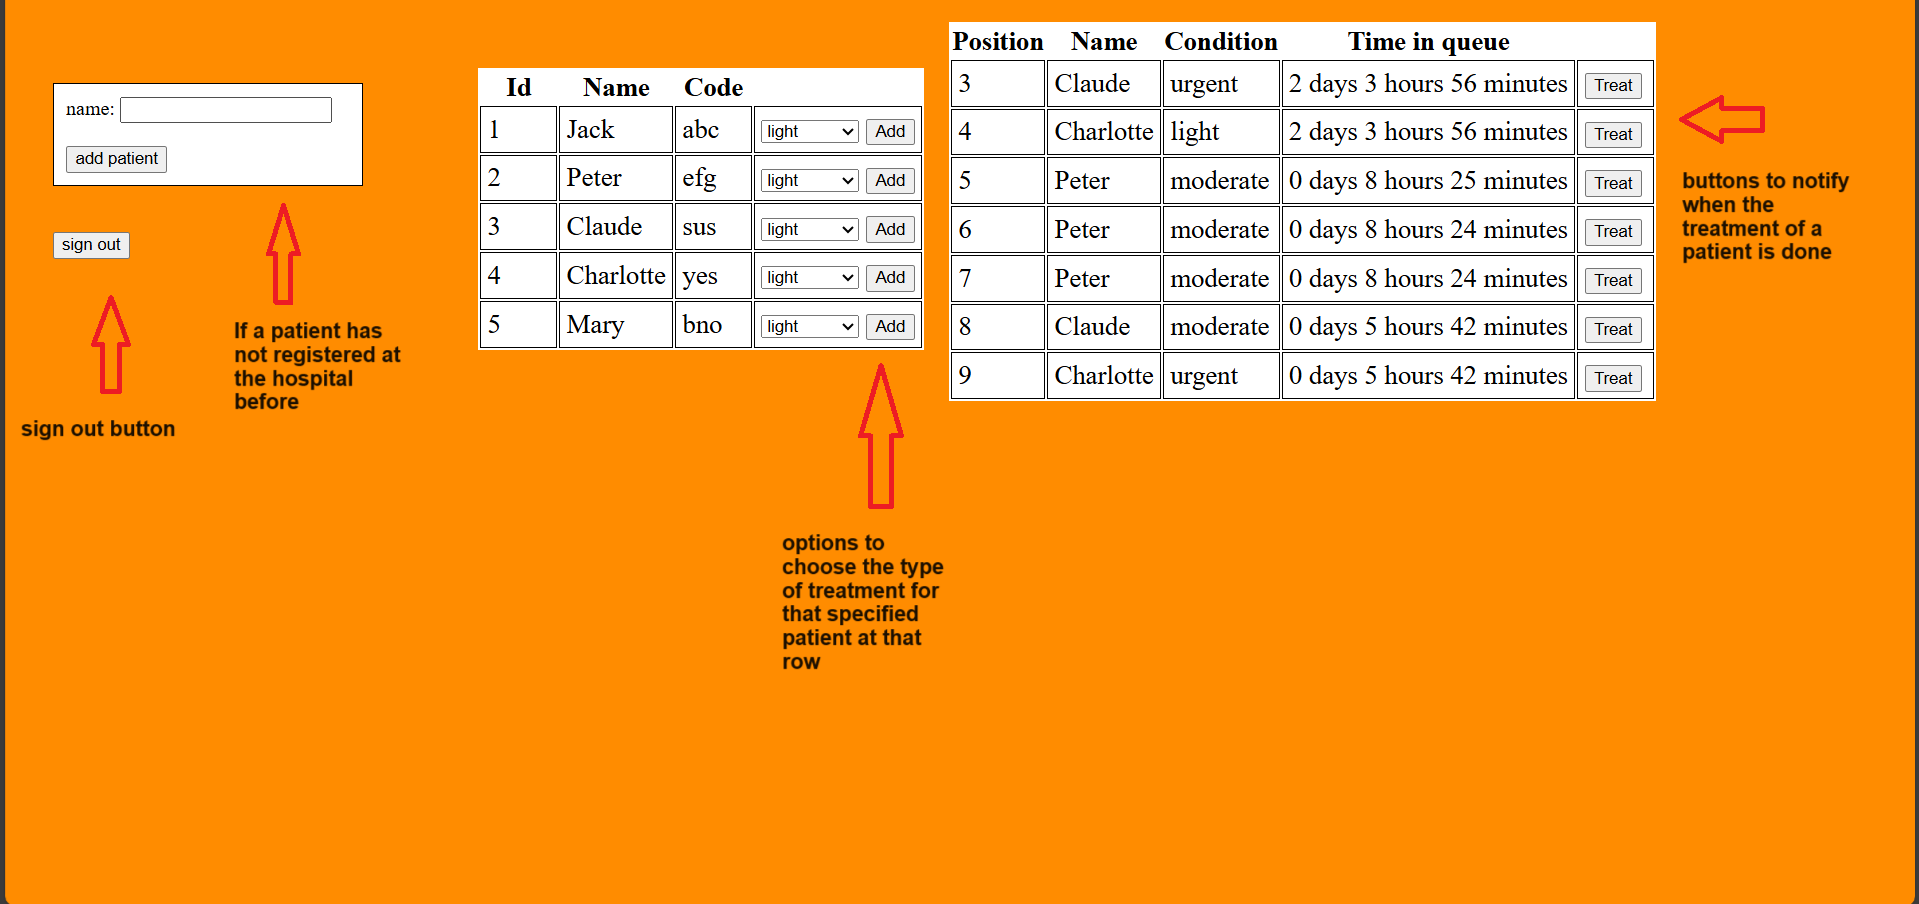 name:
add patient
sign out
If a patient has
not registered at
the hospital
before
sign out button
Id Name Code
1 Jack abc light Add
2 Peter efg light Add
3 Claude sus light Add
4 Charlotte yes light Add
5 Mary bno light Add
options to
choose the type
of treatment for
that specified
patient at that
row
Position Name Condition Time in queue
3 Claude urgent 2 days 3 hours 56 minutes Treat
4 Charlotte light 2 days 3 hours 56 minutes Treat
5 Peter moderate 0 days 8 hours 25 minutes Treat
6 Peter moderate 0 days 8 hours 24 minutes Treat
7 Peter moderate 0 days 8 hours 24 minutes Treat
8 Claude moderate 0 days 5 hours 42 minutes Treat
9 Charlotte urgent 0 days 5 hours 42 minutes Treat
buttons to notify
when the
treatment of a
patient is done